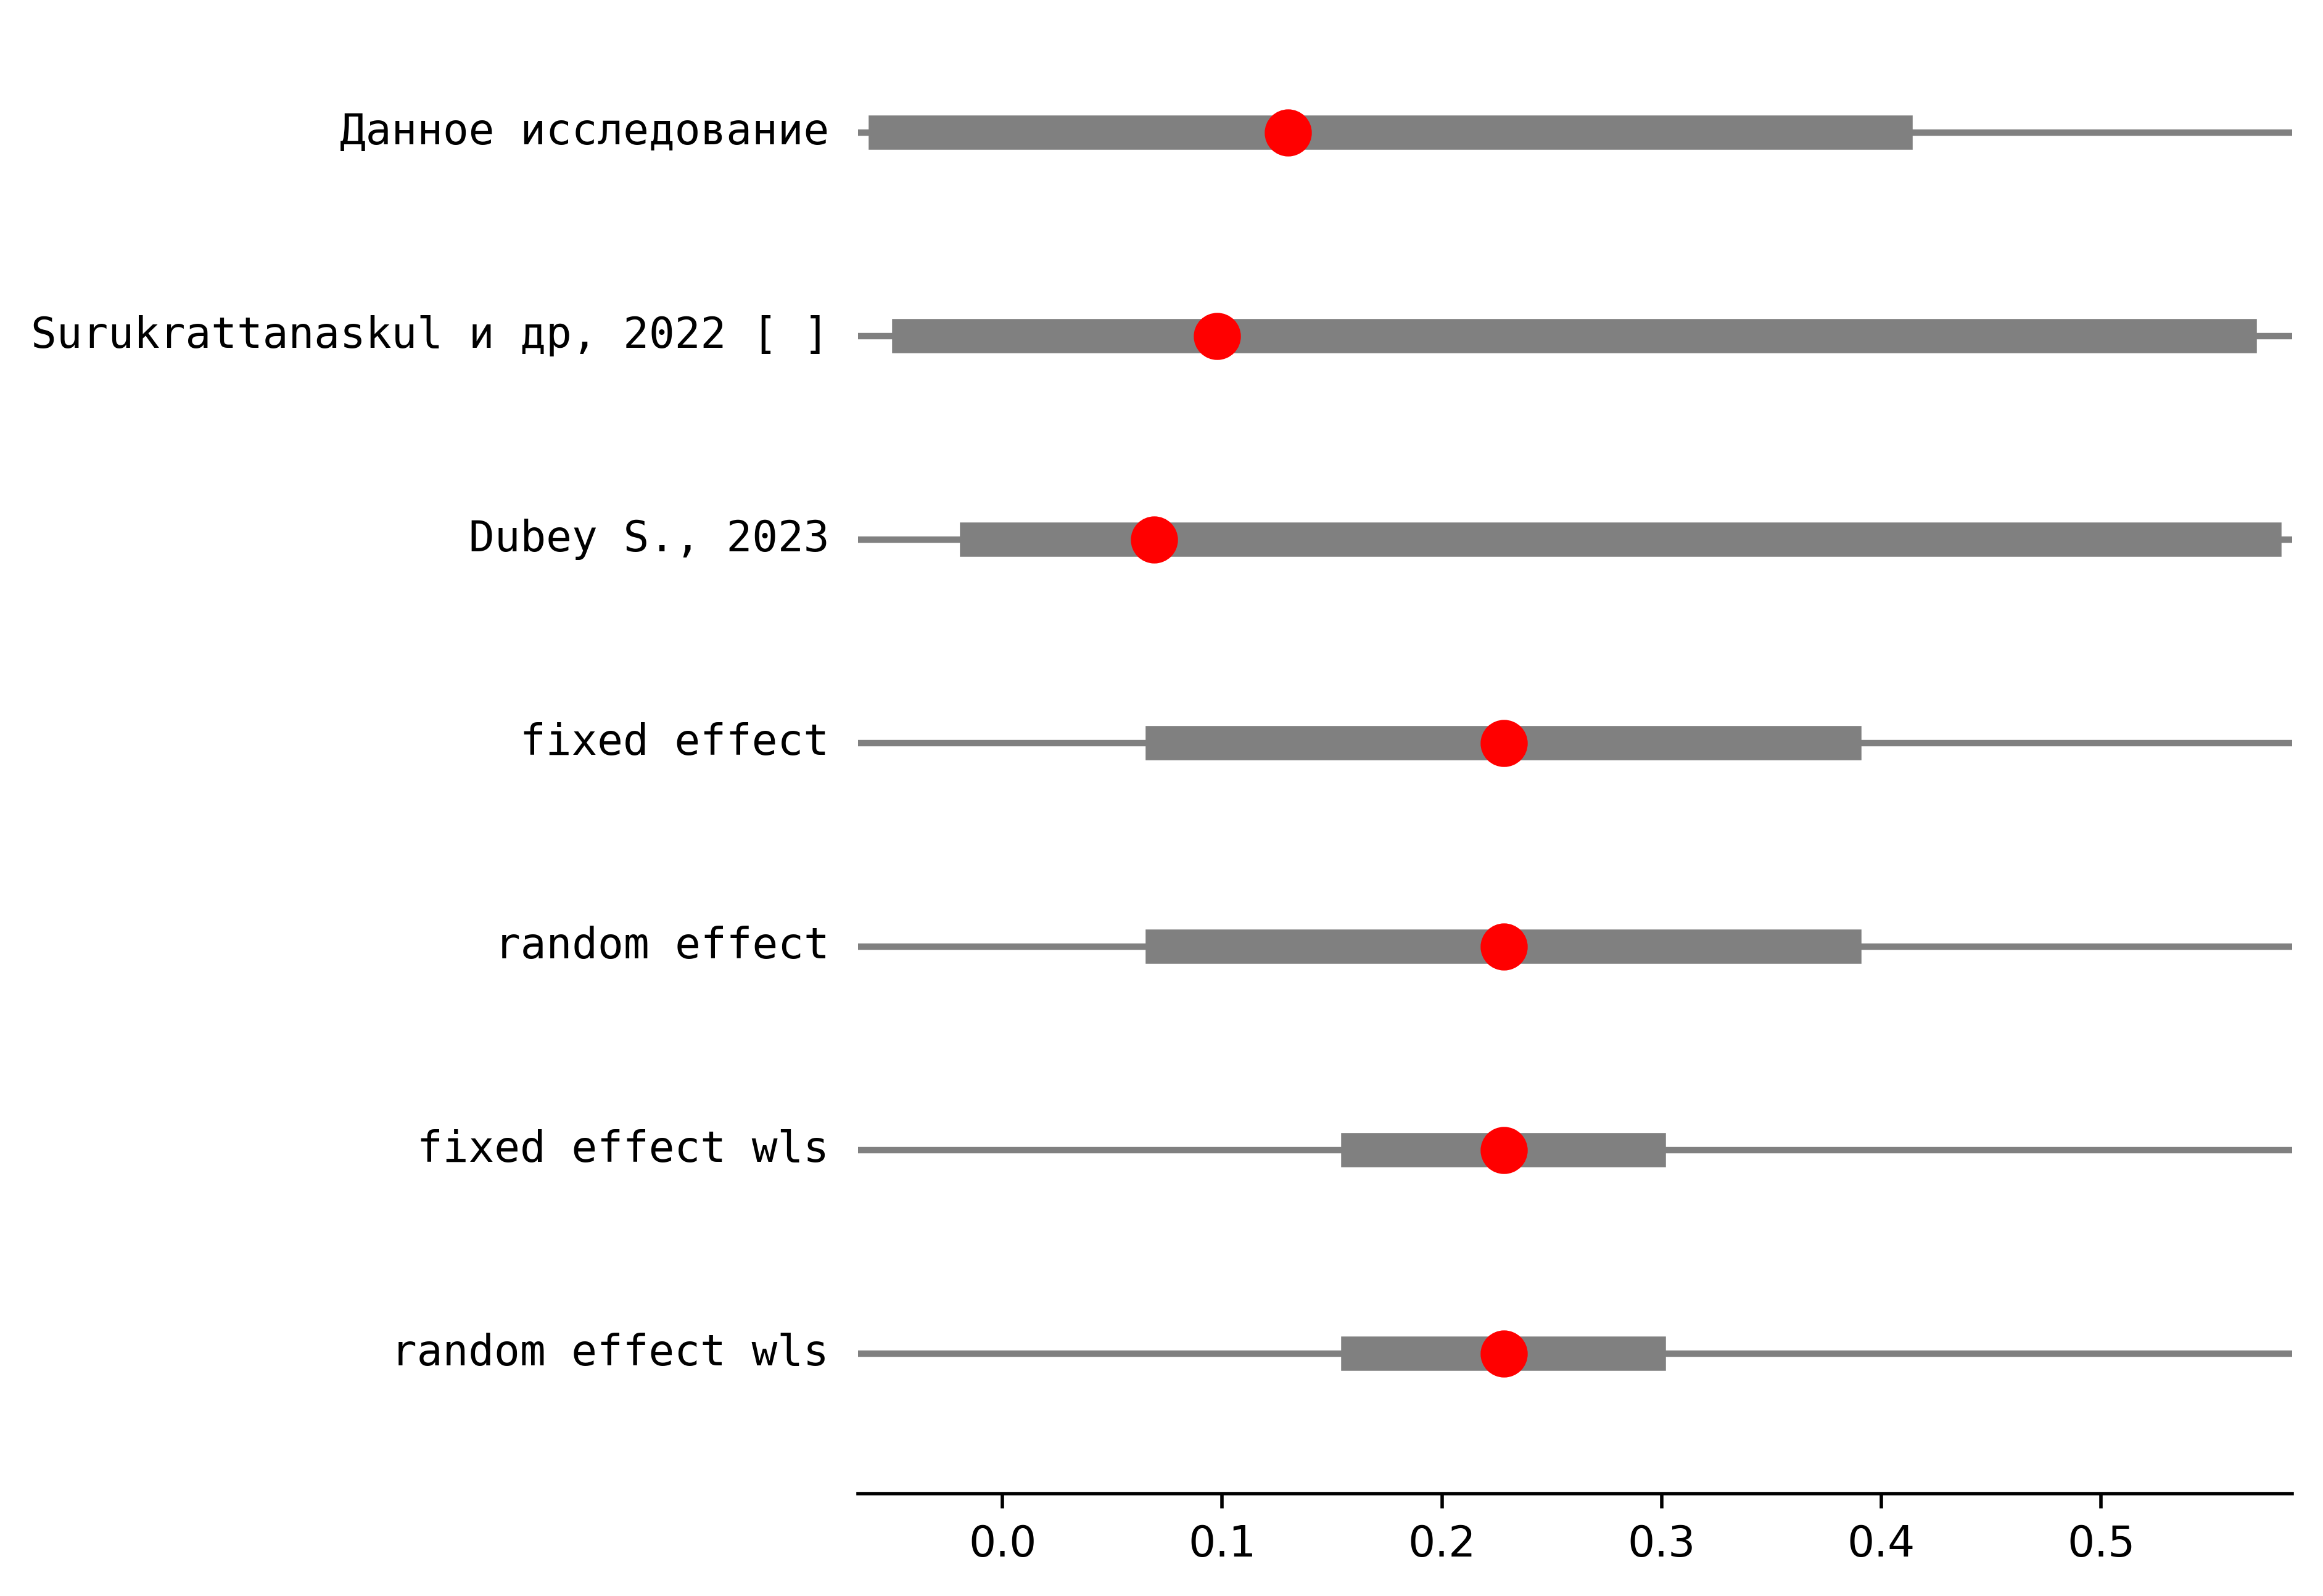 Данное исследование
Surukrattanaskul и др, 2022 [ ]
Dubey S., 2023
fixed effect
random effect
fixed effect wls
random effect wls
0.0 0.1 0.2 0.3 0.4 0.5